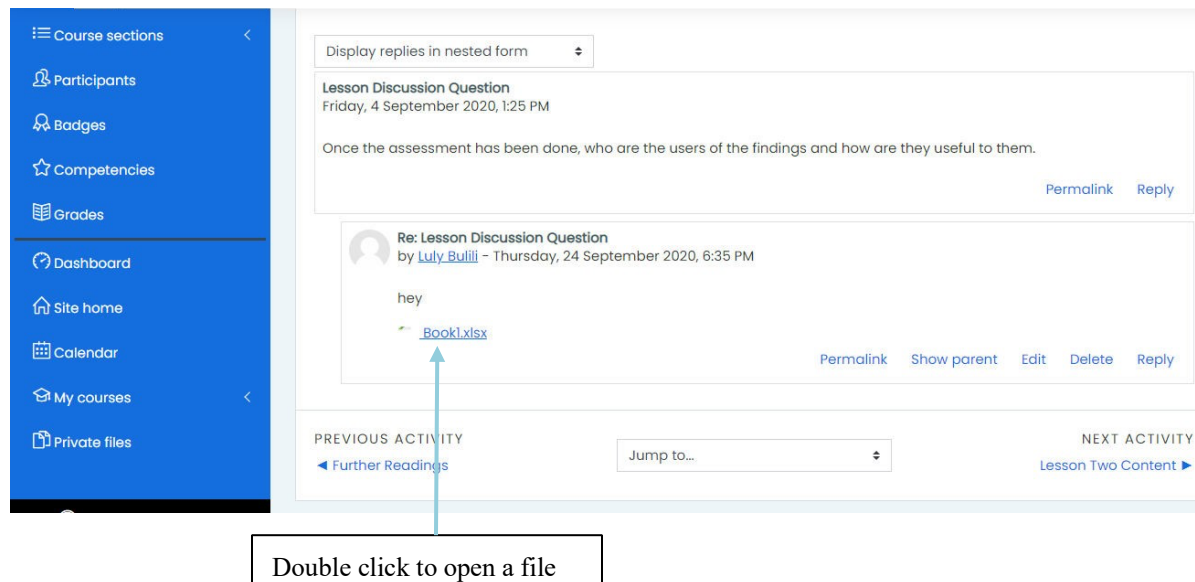 Course sections
Participants
Badges
Competencies
Grades
Dashboard
Site home
Calendar
My courses
Private files
Display replies in nested form
Lesson Discussion Question
Friday, 4 September 2020, 1:25 PM
Once the assessment has been done, who are the users of the findings and how are they useful to them.
Permalink Reply
Re: Lesson Discussion Question
by Luly Bulili - Thursday, 24 September 2020, 6:35 PM
hey
Book1.xlsx
Permalink Show parent Edit Delete Reply
PREVIOUS ACTIVITY
◄ Further Readings
Jump to...
NEXT ACTIVITY
Lesson Two Content ►
Double click to open a file